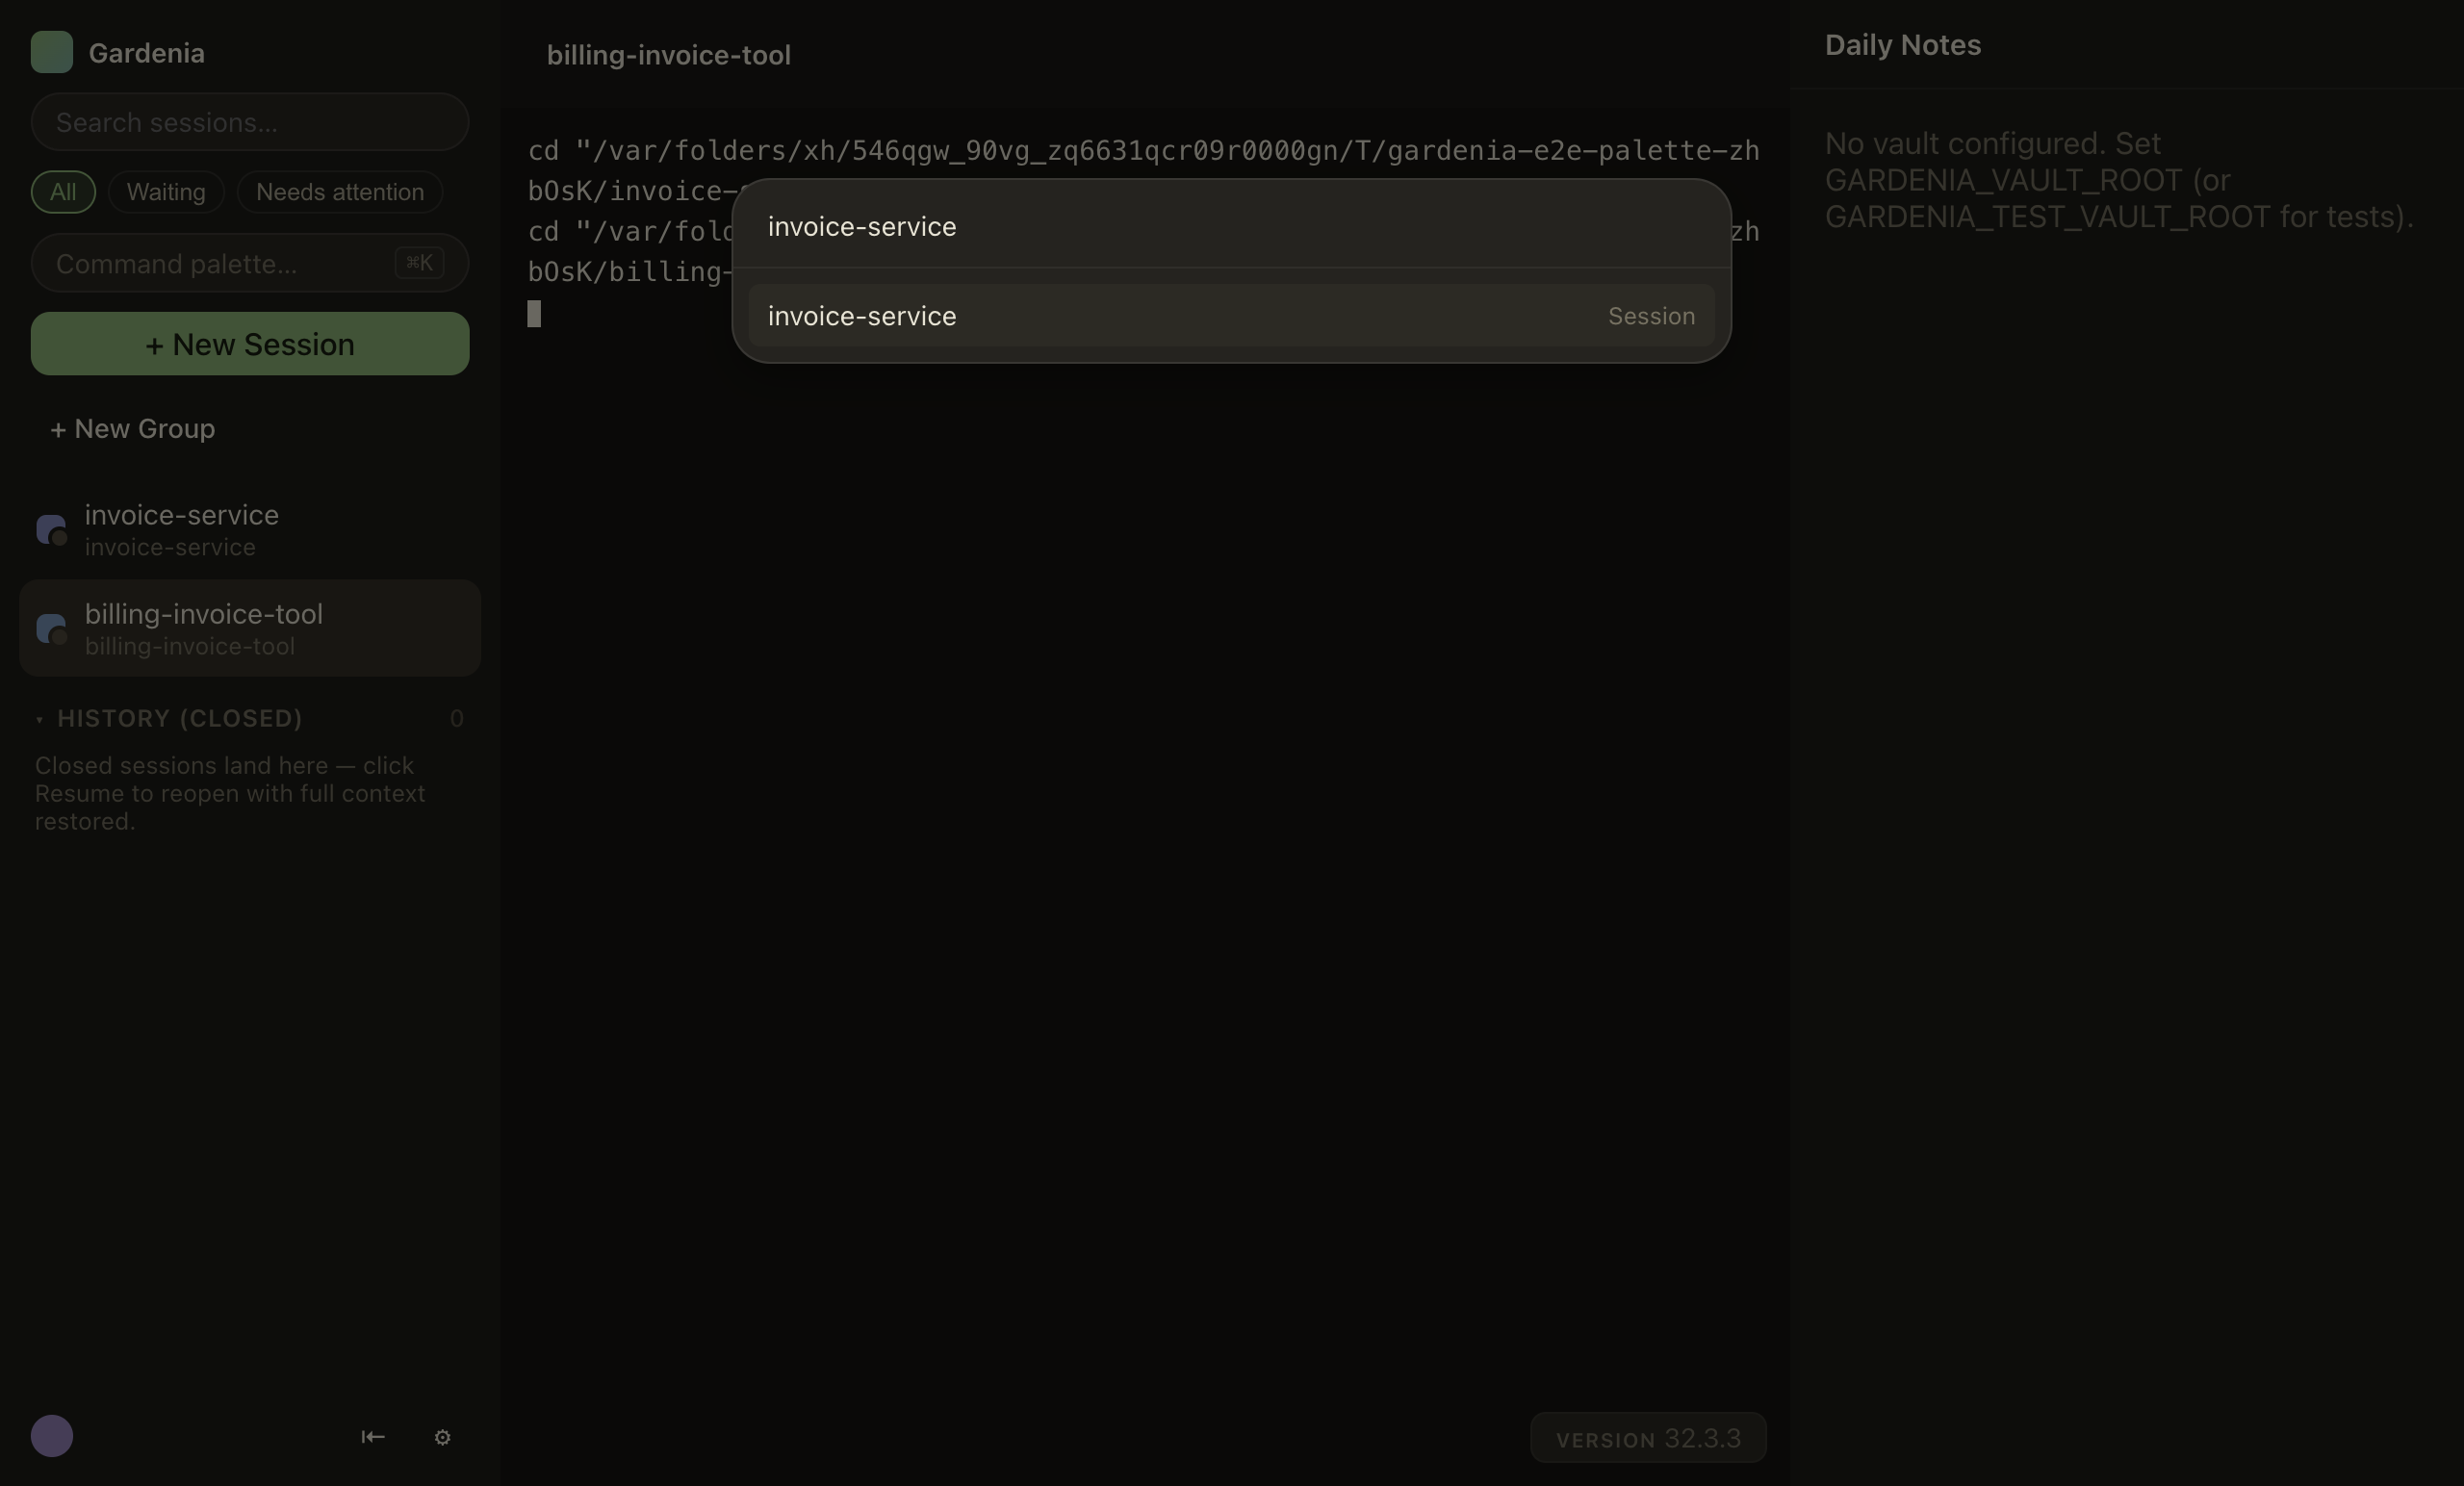 Gardenia
Search sessions...
All
Waiting
Needs attention
Command palette...
⌘K
+ New Session
+ New Group
invoice-service
invoice-service
billing-invoice-tool
billing-invoice-tool
▾ HISTORY (CLOSED) 0
Closed sessions land here — click
Resume to reopen with full context
restored.
billing-invoice-tool
cd "/var/folders/xh/546qgw_90vg_zq6631qcr09r0000gn/T/gardenia-e2e-palette-zh
bOsK/invoice-
cd "/var/fold zh
bOsK/billing-
invoice-service
invoice-service Session
VERSION 32.3.3
Daily Notes
No vault configured. Set
GARDENIA_VAULT_ROOT (or
GARDENIA_TEST_VAULT_ROOT for tests).